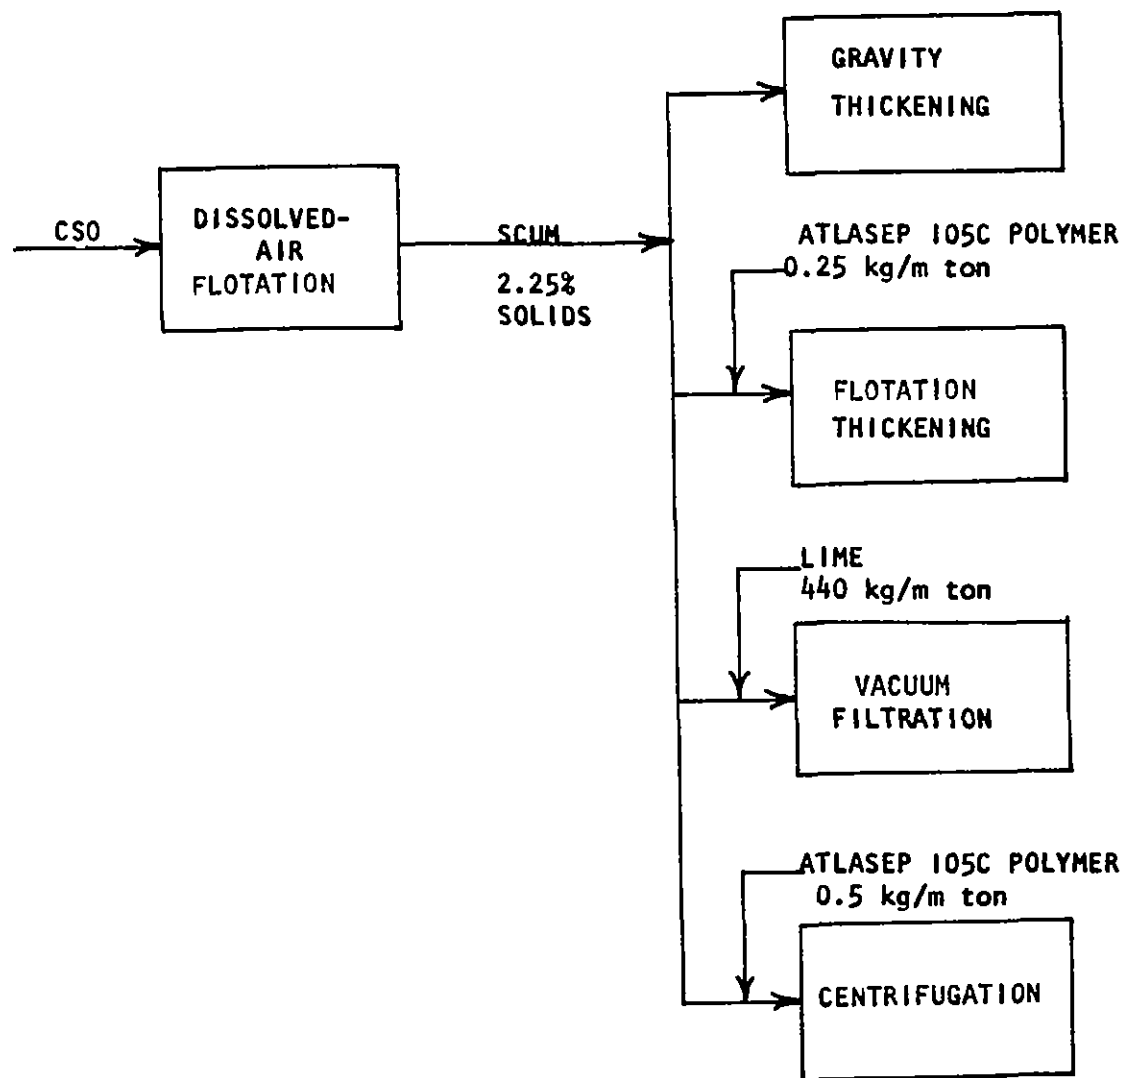 GRAVITY
THICKENING
CSO
DISSOLVED-
AIR
FLOTATION
SCUM
2.25%
SOLIDS
ATLASEP 105C POLYMER
0.25 kg/m ton
FLOTATION
THICKENING
LIME
440 kg/m ton
VACUUM
FILTRATION
ATLASEP 105C POLYMER
0.5 kg/m ton
CENTRIFUGATION